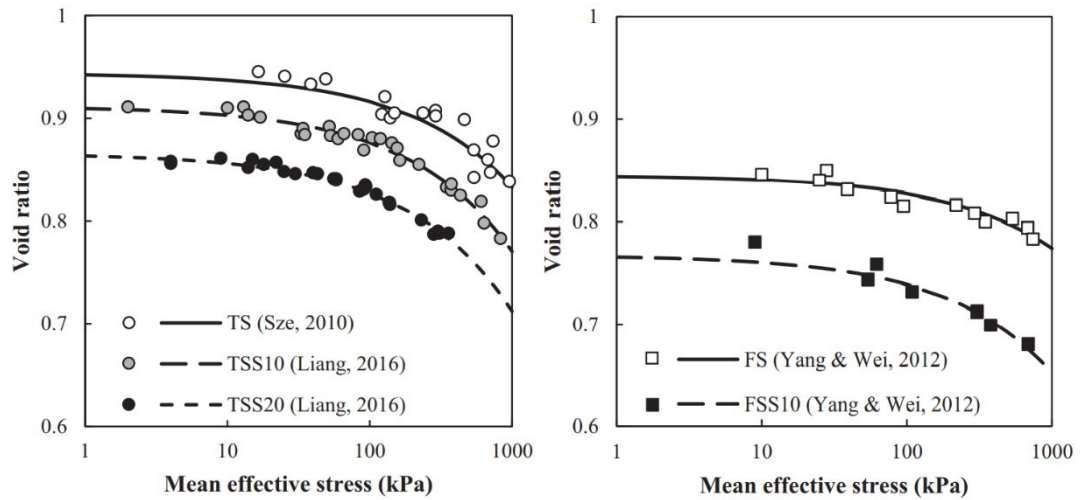 1
0.9
0.8
0.7
0.6
Void ratio
TS (Sze, 2010)
TSS10 (Liang, 2016)
TSS20 (Liang, 2016)
1 10 100 1000
Mean effective stress (kPa)
1
0.9
0.8
0.7
0.6
Void ratio
FS (Yang & Wei, 2012)
FSS10 (Yang & Wei, 2012)
1 10 100 1000
Mean effective stress (kPa)